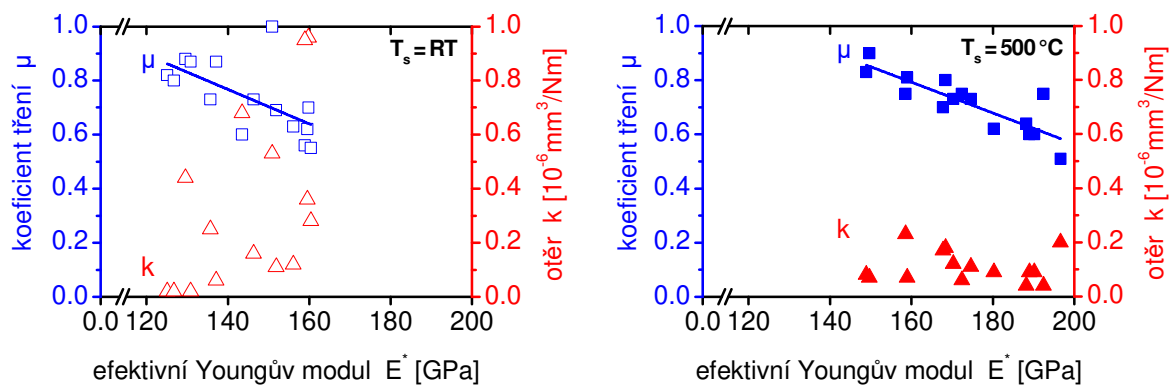 koeficient tření μ
1.0
0.8
0.6
0.4
0.2
0.0
T_s = RT
μ
k
1.0
0.8
0.6
0.4
0.2
0.0
otěr k [10^-6 mm^3/Nm]
0.0 120 140 160 180 200
efektivní Youngův modul E^* [GPa]
koeficient tření μ
1.0
0.8
0.6
0.4
0.2
0.0
T_s = 500 °C
μ
k
1.0
0.8
0.6
0.4
0.2
0.0
otěr k [10^-6 mm^3/Nm]
0.0 120 140 160 180 200
efektivní Youngův modul E^* [GPa]